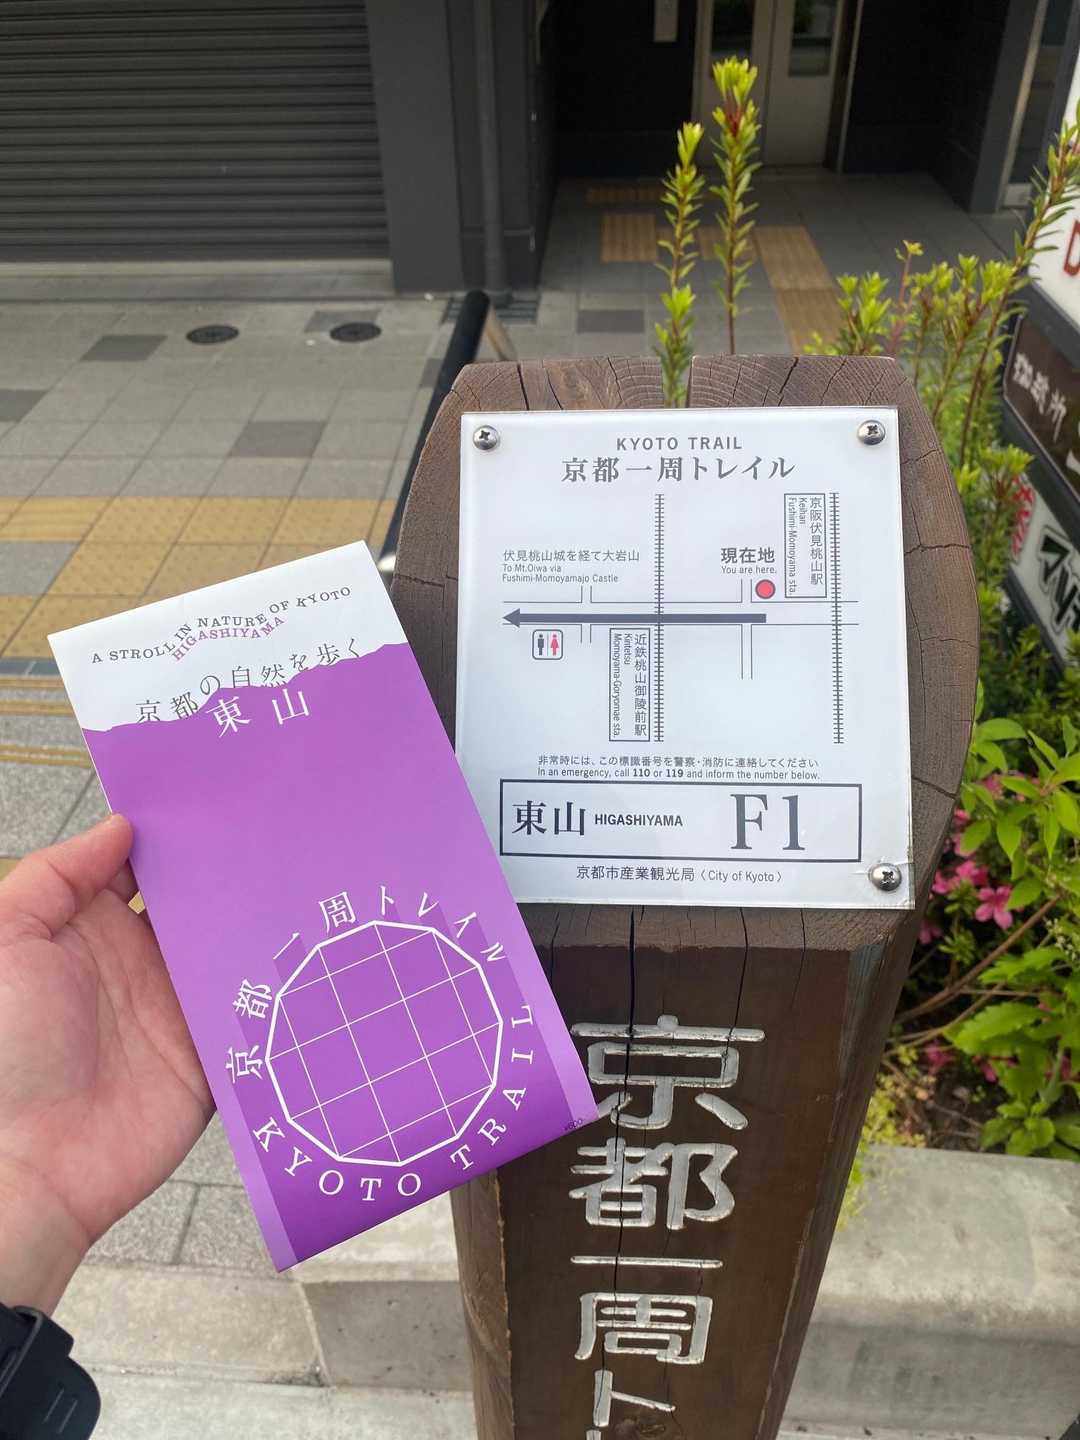 KYOTO TRAIL
京都一周トレイル
京阪伏見桃山駅
Keihan
Fushimi-Momoyama sta.
伏見桃山城を経て大岩山
To Mt.Oiwa via
Fushimi-Momoyamajo Castle
現在地
You are here.
近鉄桃山御陵前駅
Kintetsu
Momoyama-Goryomae sta.
非常時には、この標識番号を警察・消防に連絡してください
In an emergency, call 110 or 119 and inform the number below.
東山 HIGASHIYAMA F1
京都市産業観光局〈City of Kyoto〉
京都一周ト
A STROLL IN NATURE OF KYOTO
HIGASHIYAMA
京都の自然を歩く
東山
京都一周トレイル
KYOTO TRAIL